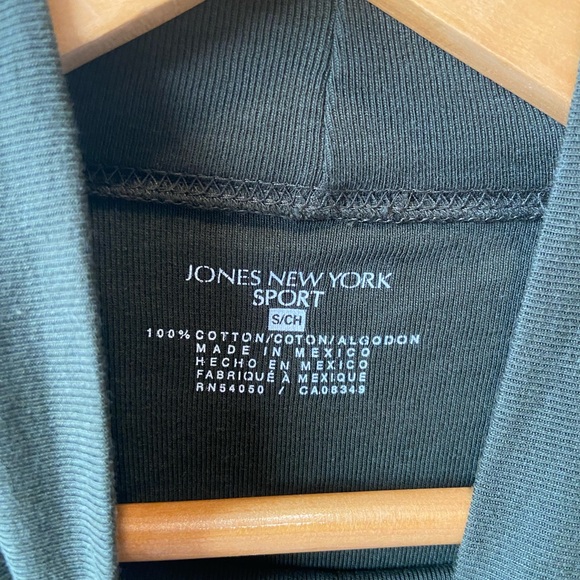 JONES NEW YORK
SPORT
S/CH
100% COTTON/COTON/ALGODON
MADE IN MEXICO
HECHO EN MEXICO
FABRIQUÉ À MEXIQUE
RN54050 / CA08349